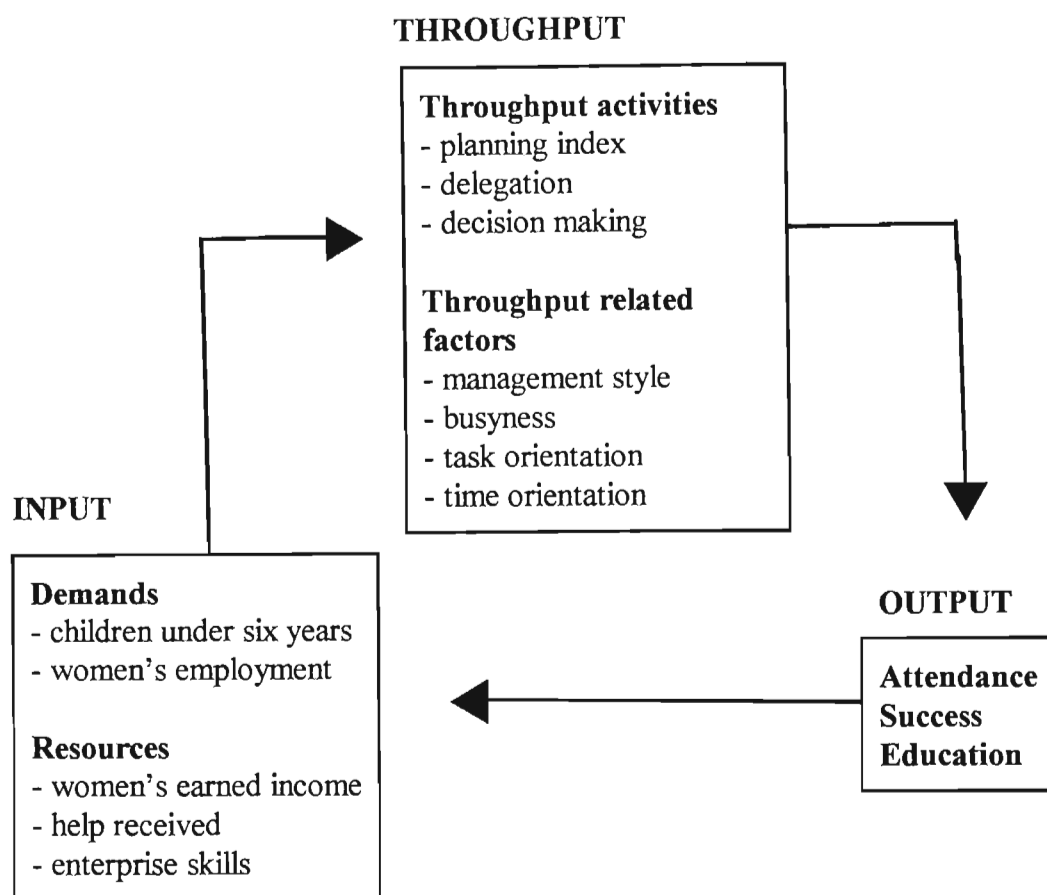 THROUGHPUT
Throughput activities
- planning index
- delegation
- decision making
Throughput related
factors
- management style
- busyness
- task orientation
- time orientation
INPUT
Demands
- children under six years
- women's employment
Resources
- women's earned income
- help received
- enterprise skills
OUTPUT
Attendance
Success
Education